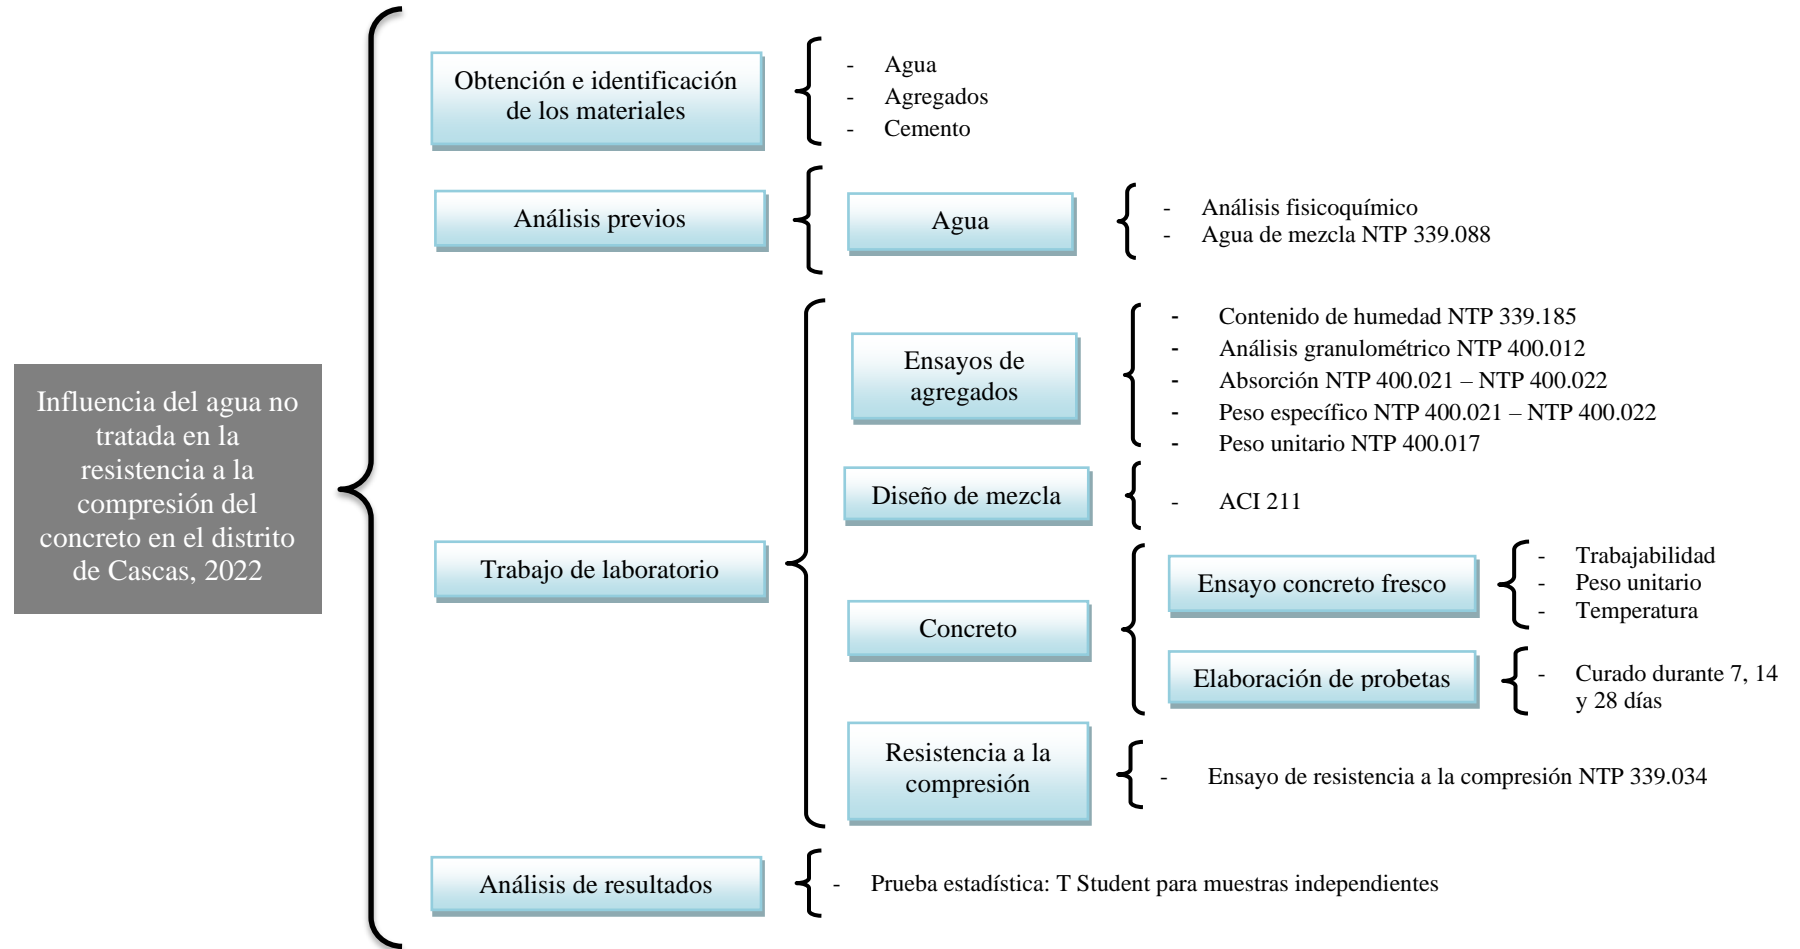 Influencia del agua no
tratada en la
resistencia a la
compresión del
concreto en el distrito
de Cascas, 2022
Obtención e identificación
de los materiales
- Agua
- Agregados
- Cemento
Análisis previos
Agua
- Análisis fisicoquímico
- Agua de mezcla NTP 339.088
Trabajo de laboratorio
Ensayos de
agregados
- Contenido de humedad NTP 339.185
- Análisis granulométrico NTP 400.012
- Absorción NTP 400.021 – NTP 400.022
- Peso específico NTP 400.021 – NTP 400.022
- Peso unitario NTP 400.017
Diseño de mezcla
- ACI 211
Concreto
Ensayo concreto fresco
- Trabajabilidad
- Peso unitario
- Temperatura
Elaboración de probetas
- Curado durante 7, 14
y 28 días
Resistencia a la
compresión
- Ensayo de resistencia a la compresión NTP 339.034
Análisis de resultados
- Prueba estadística: T Student para muestras independientes